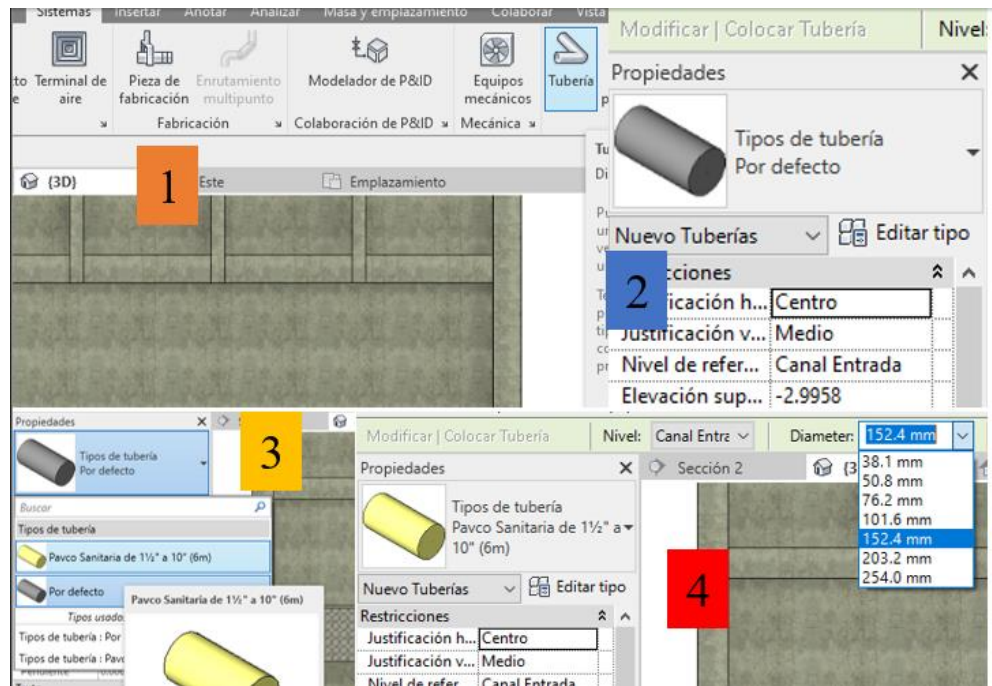 Sistemas Insertar Anotar Analizar Masa y emplazamiento Colaborar Vista
Terminal de aire
Pieza de fabricación
Enrutamiento multipunto
Modelador de P&ID
Equipos mecánicos
Tubería
Fabricación
Colaboración de P&ID
Mecánica
{3D}
1
Este
Emplazamiento
Modificar | Colocar Tubería
Nivel:
Propiedades
Tipos de tubería
Por defecto
Nuevo Tuberías
Editar tipo
2
Centro
Justificación v... Medio
Nivel de refer... Canal Entrada
Elevación sup... -2.9958
Propiedades
Tipos de tubería
Por defecto
3
Buscar
Tipos de tubería
Pavco Sanitaria de 1½" a 10" (6m)
Por defecto
Pavco Sanitaria de 1½" a 10" (6m)
Tipos de tubería : Por
Tipos de tubería : Pavc
Modificar | Colocar Tubería
Nivel: Canal Entra
Diameter: 152.4 mm
Propiedades
Sección 2
38.1 mm
50.8 mm
76.2 mm
101.6 mm
152.4 mm
203.2 mm
254.0 mm
Tipos de tubería
Pavco Sanitaria de 1½" a
10" (6m)
Nuevo Tuberías
Editar tipo
4
Restricciones
Justificación h... Centro
Justificación v... Medio
Nivel de refer... Canal Entrada